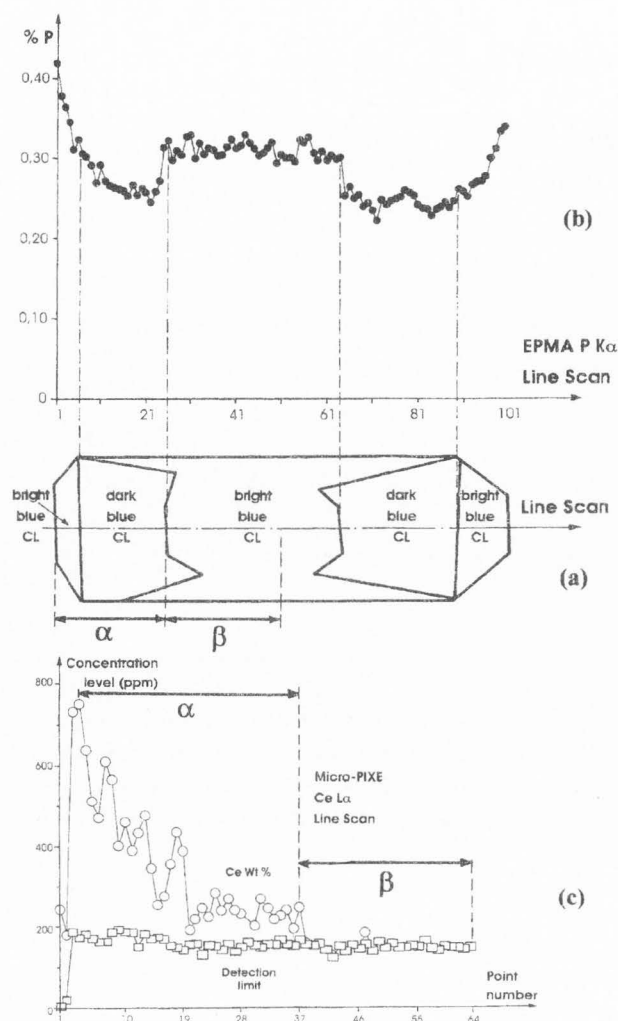 % P
0,40
0,30
(b)
0,20
0,10
EPMA P Kα
Line Scan
0
1 21 41 61 81 101
bright blue CL
dark blue CL
bright blue CL
dark blue CL
bright blue CL
Line Scan
(a)
α β
Concentration
level (ppm)
800
α
600
Micro-PIXE
Ce Lα
Line Scan
400
Ce Wt %
β
(c)
200
Detection
limit
Point
number
0
1 10 19 28 37 46 55 64